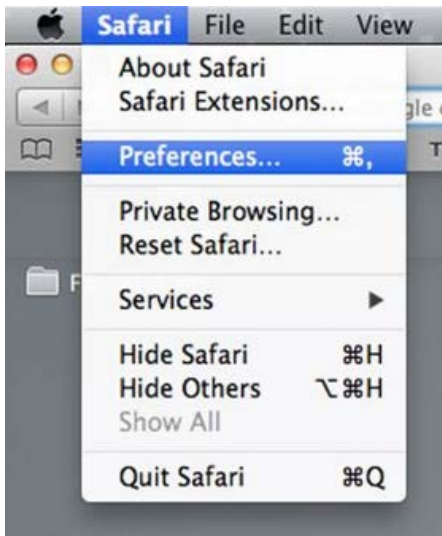 Safari File Edit View
About Safari
Safari Extensions...
gle
Preferences... ⌘,
T
Private Browsing...
Reset Safari...
F
Services ▶
Hide Safari ⌘H
Hide Others ⌥⌘H
Show All
Quit Safari ⌘Q